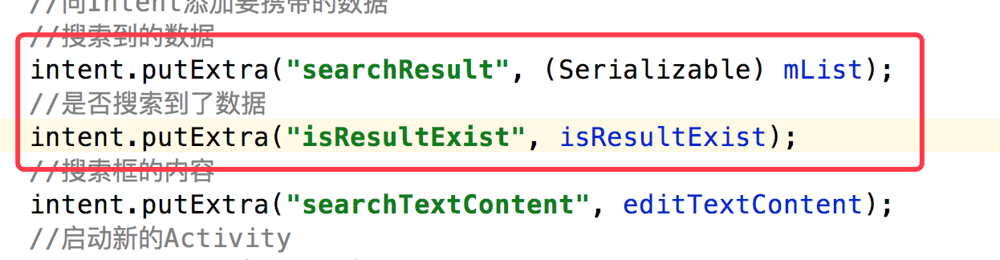 //向Intent添加要携带的数据
//搜索到的数据
intent.putExtra("searchResult", (Serializable) mList);
//是否搜索到了数据
intent.putExtra("isResultExist", isResultExist);
//搜索框的内容
intent.putExtra("searchTextContent", editTextContent);
//启动新的Activity